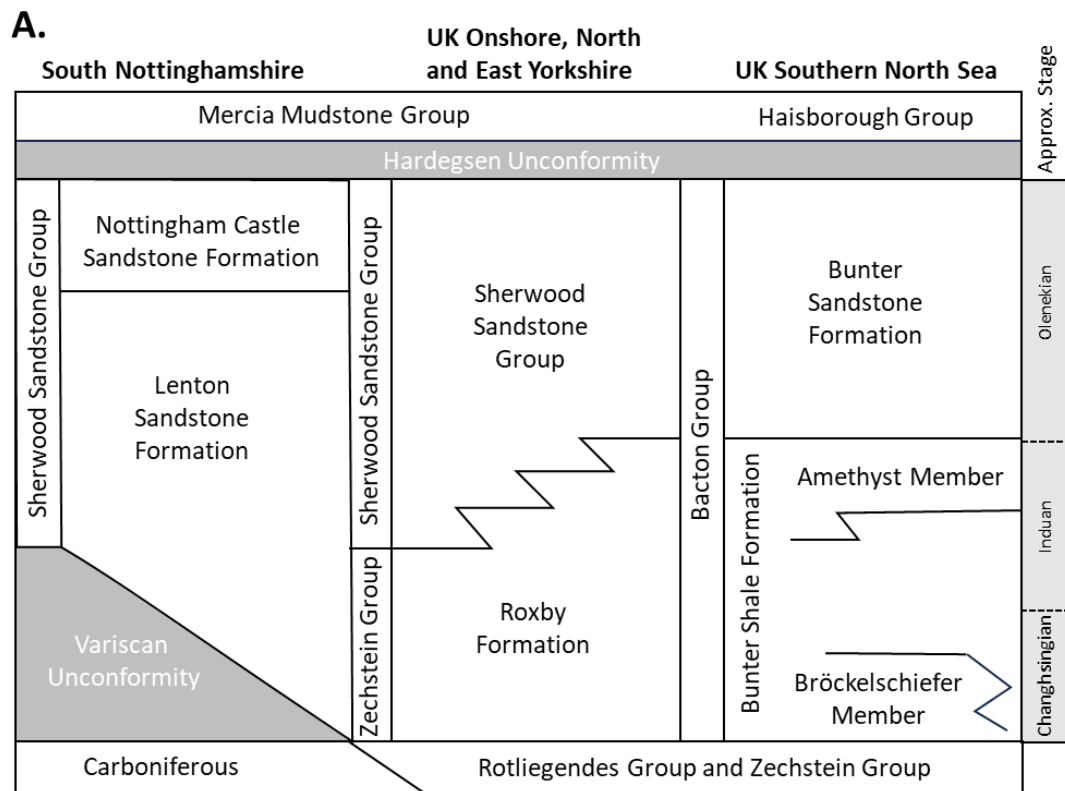 A.
South Nottinghamshire
UK Onshore, North
and East Yorkshire
UK Southern North Sea
Approx. Stage
Mercia Mudstone Group
Haisborough Group
Hardegsen Unconformity
Sherwood Sandstone Group
Nottingham Castle
Sandstone Formation
Lenton
Sandstone
Formation
Variscan
Unconformity
Carboniferous
Sherwood Sandstone Group
Zechstein Group
Sherwood
Sandstone
Group
Roxby
Formation
Rotliegendes Group and Zechstein Group
Bacton Group
Bunter
Sandstone
Formation
Bunter Shale Formation
Amethyst Member
Bröckelschiefer
Member
Olenekian
Induan
Changhsingian